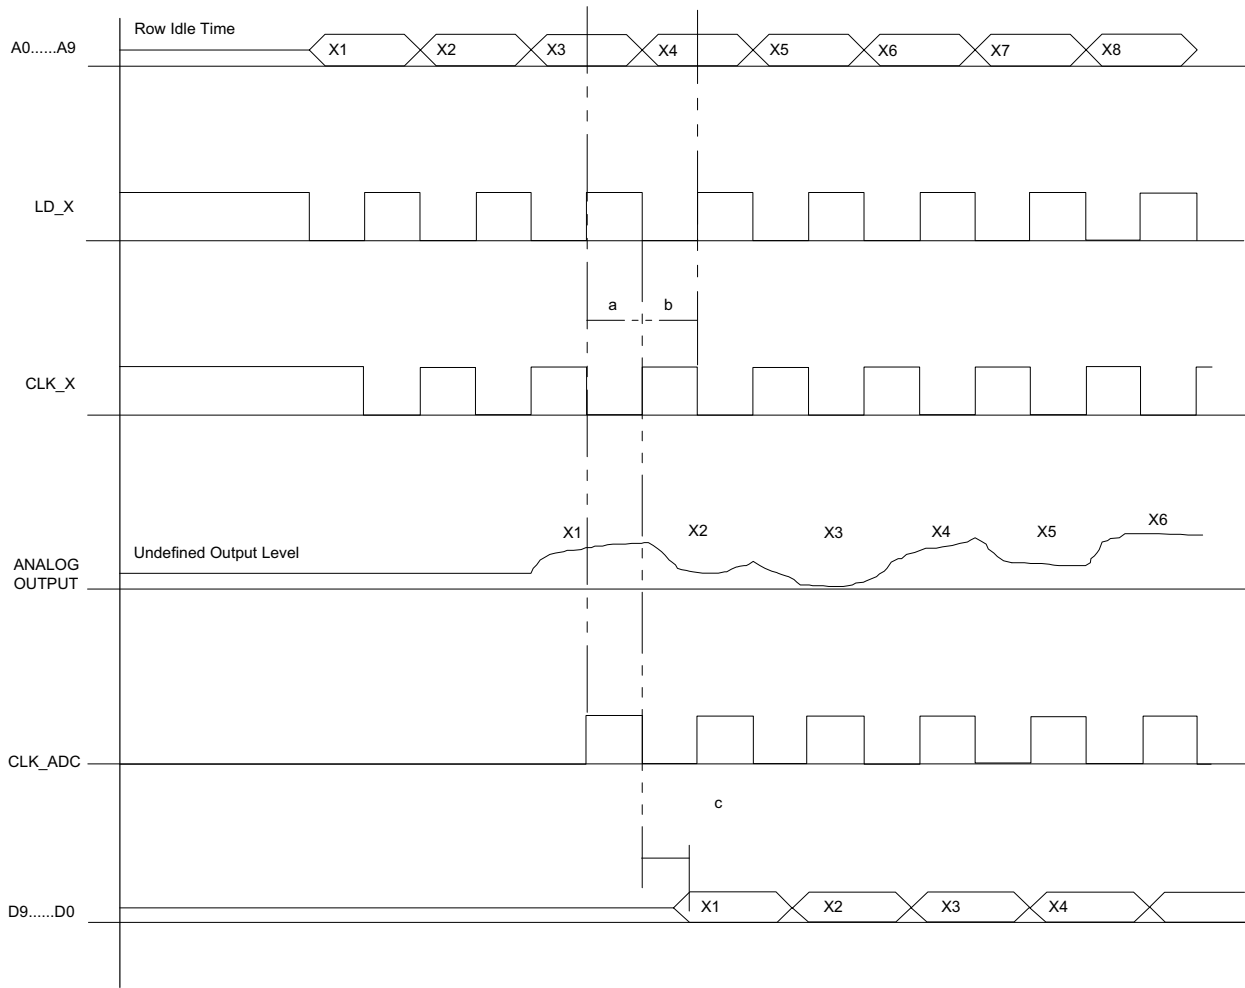 Row Idle Time
A0......A9
X1 X2 X3 X4 X5 X6 X7 X8
LD_X
a b
CLK_X
X1 X2 X3 X4 X5 X6
Undefined Output Level
ANALOG
OUTPUT
CLK_ADC
c
D9......D0
X1 X2 X3 X4